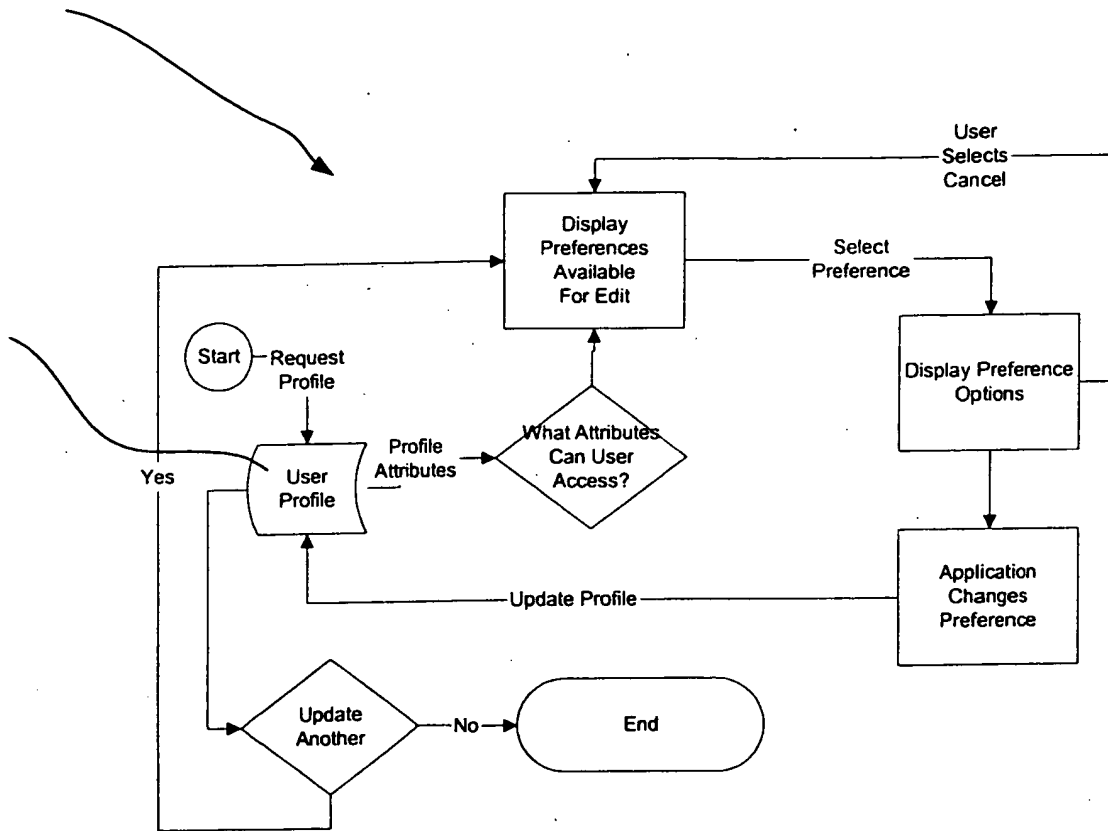 User
Selects
Cancel
Display
Preferences
Available
For Edit
Select
Preference
Start
Request
Profile
Display Preference
Options
What Attributes
Can User
Access?
Profile
Attributes
User
Profile
Yes
Application
Changes
Preference
Update Profile
Update
Another
No
End